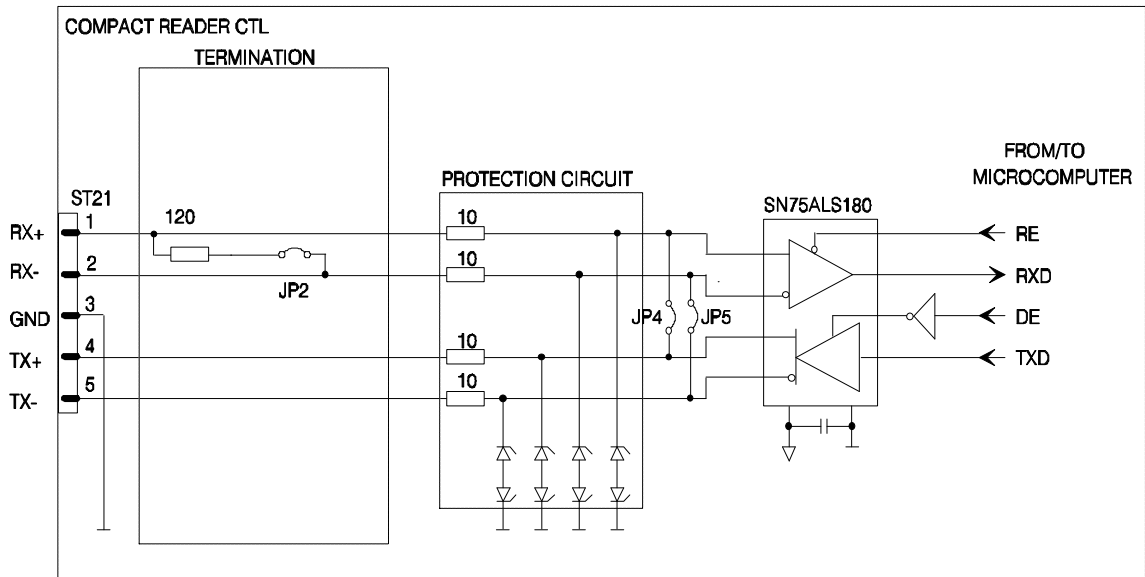 COMPACT READER CTL
TERMINATION
FROM/TO
MICROCOMPUTER
PROTECTION CIRCUIT
ST21
SN75ALS180
1
120
10
RX+
RE
2
10
RX-
JP2
RXD
3
GND
JP4
JP5
DE
4
10
TX+
TXD
5
10
TX-